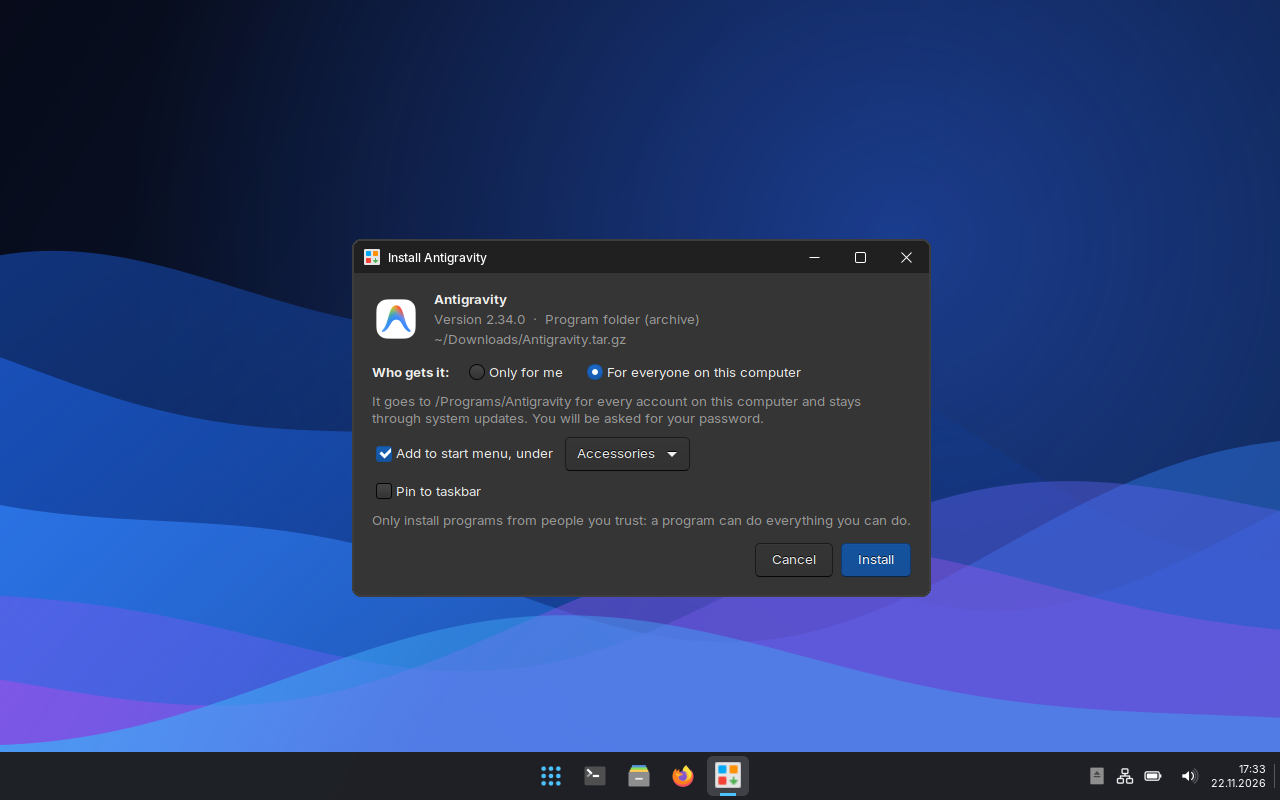 Install Antigravity
Antigravity
Version 2.34.0 · Program folder (archive)
~/Downloads/Antigravity.tar.gz
Who gets it: Only for me For everyone on this computer
It goes to /Programs/Antigravity for every account on this computer and stays
through system updates. You will be asked for your password.
Add to start menu, under Accessories
Pin to taskbar
Only install programs from people you trust: a program can do everything you can do.
Cancel Install
17:33
22.11.2026